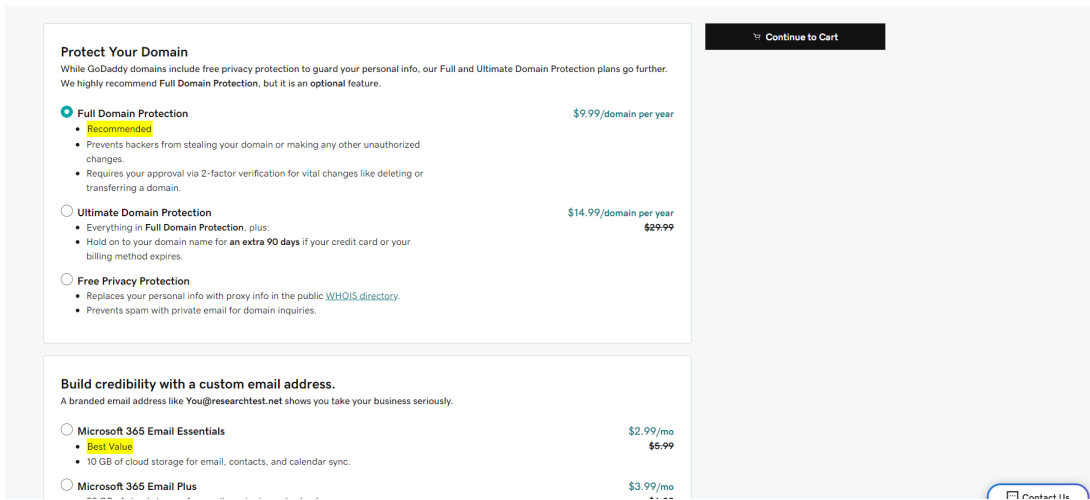 Continue to Cart
Protect Your Domain
While GoDaddy domains include free privacy protection to guard your personal info, our Full and Ultimate Domain Protection plans go further.
We highly recommend Full Domain Protection, but it is an optional feature.
Full Domain Protection $9.99/domain per year
Recommended
Prevents hackers from stealing your domain or making any other unauthorized
changes.
Requires your approval via 2-factor verification for vital changes like deleting or
transferring a domain.
Ultimate Domain Protection $14.99/domain per year
Everything in Full Domain Protection, plus: $29.99
Hold on to your domain name for an extra 90 days if your credit card or your
billing method expires.
Free Privacy Protection
Replaces your personal info with proxy info in the public WHOIS directory.
Prevents spam with private email for domain inquiries.
Build credibility with a custom email address.
A branded email address like You@researchtest.net shows you take your business seriously.
Microsoft 365 Email Essentials $2.99/mo
Best Value $5.99
10 GB of cloud storage for email, contacts, and calendar sync.
Microsoft 365 Email Plus $3.99/mo
Contact Us